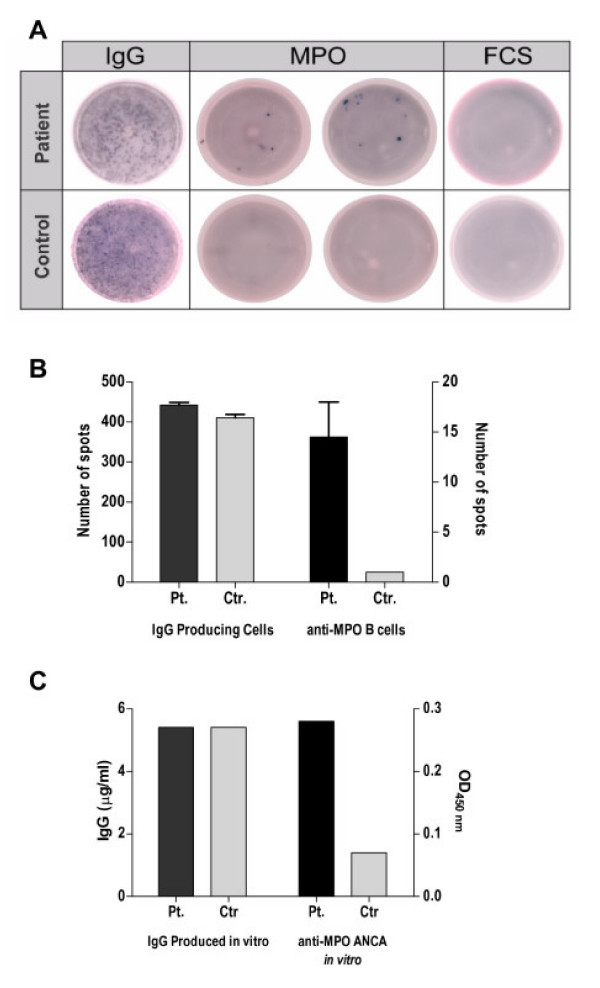 A
IgG MPO FCS
Patient
Control
B
Number of spots
500
400
300
200
100
0
20
15
10
5
0
Number of spots
Pt. Ctr. Pt. Ctr.
IgG Producing Cells anti-MPO B cells
C
IgG (μg/ml)
6
4
2
0
0.3
0.2
0.1
0.0
OD450 nm
Pt. Ctr Pt. Ctr
IgG Produced in vitro anti-MPO ANCA
in vitro